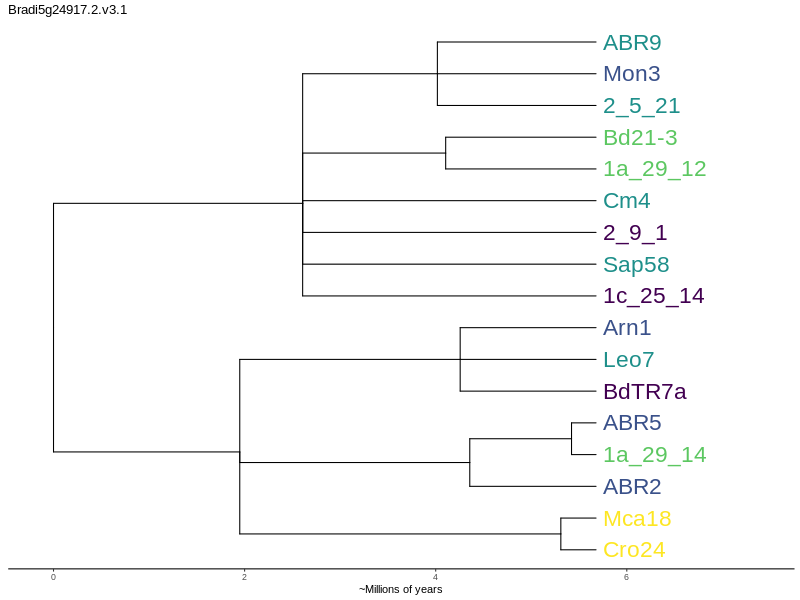 Bradi5g24917.2.v3.1
ABR9
Mon3
2_5_21
Bd21-3
1a_29_12
Cm4
2_9_1
Sap58
1c_25_14
Arn1
Leo7
BdTR7a
ABR5
1a_29_14
ABR2
Mca18
Cro24
0 2 4 6
~Millions of years